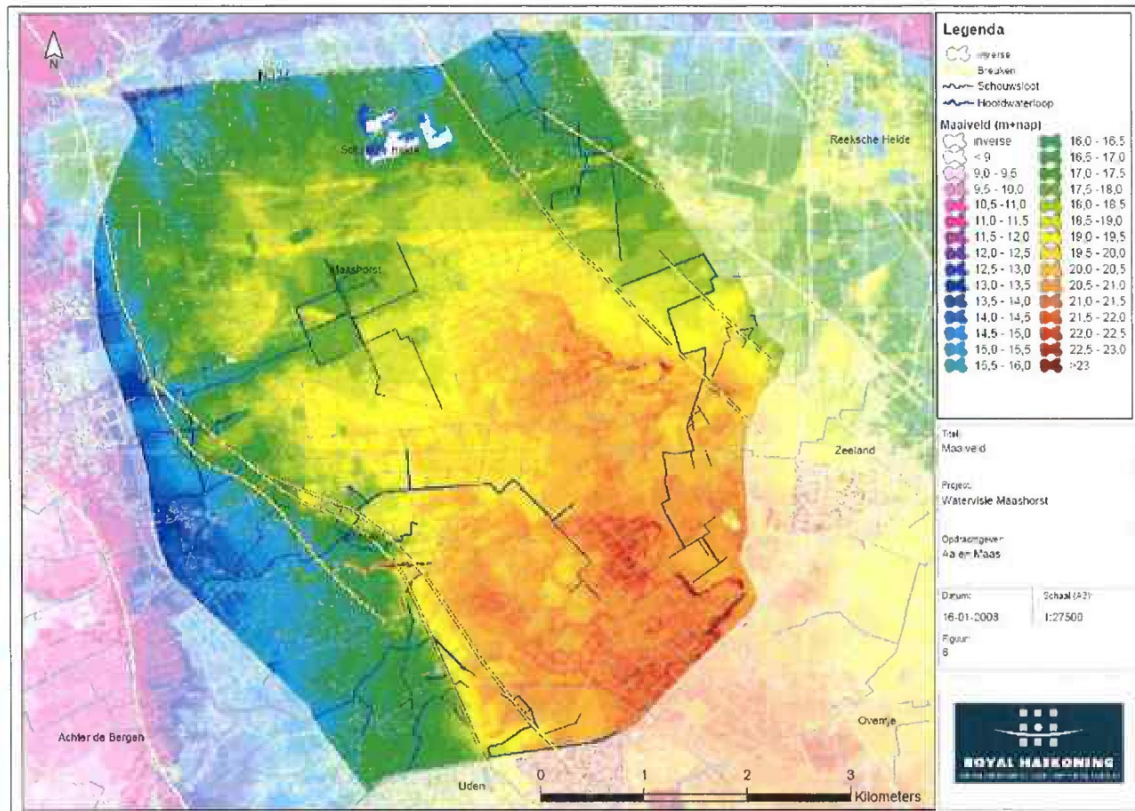 N
Maashorst
Reeksche Heide
Zeeland
Achter de Bergen
Uden
Overtje
0 1 2 3
Kilometers
Legenda
inverse
Breuken
Schouwsloot
Hoofdwaterloop
Maaiveld (m+nap)
inverse
< 9
9,0 - 9,5
9,5 - 10,0
10,5 - 11,0
11,0 - 11,5
11,5 - 12,0
12,0 - 12,5
12,5 - 13,0
13,0 - 13,5
13,5 - 14,0
14,0 - 14,5
14,5 - 15,0
15,0 - 15,5
15,5 - 16,0
16,0 - 16,5
16,5 - 17,0
17,0 - 17,5
17,5 - 18,0
18,0 - 18,5
18,5 - 19,0
19,0 - 19,5
19,5 - 20,0
20,0 - 20,5
20,5 - 21,0
21,0 - 21,5
21,5 - 22,0
22,0 - 22,5
22,5 - 23,0
>23
Titel:
Maaiveld
Project:
Watervisie Maashorst
Opdrachtgever:
Aa en Maas
Datum:
16-01-2008
Schaal (A3):
1:27500
Figuur:
6
ROYAL HASKONING